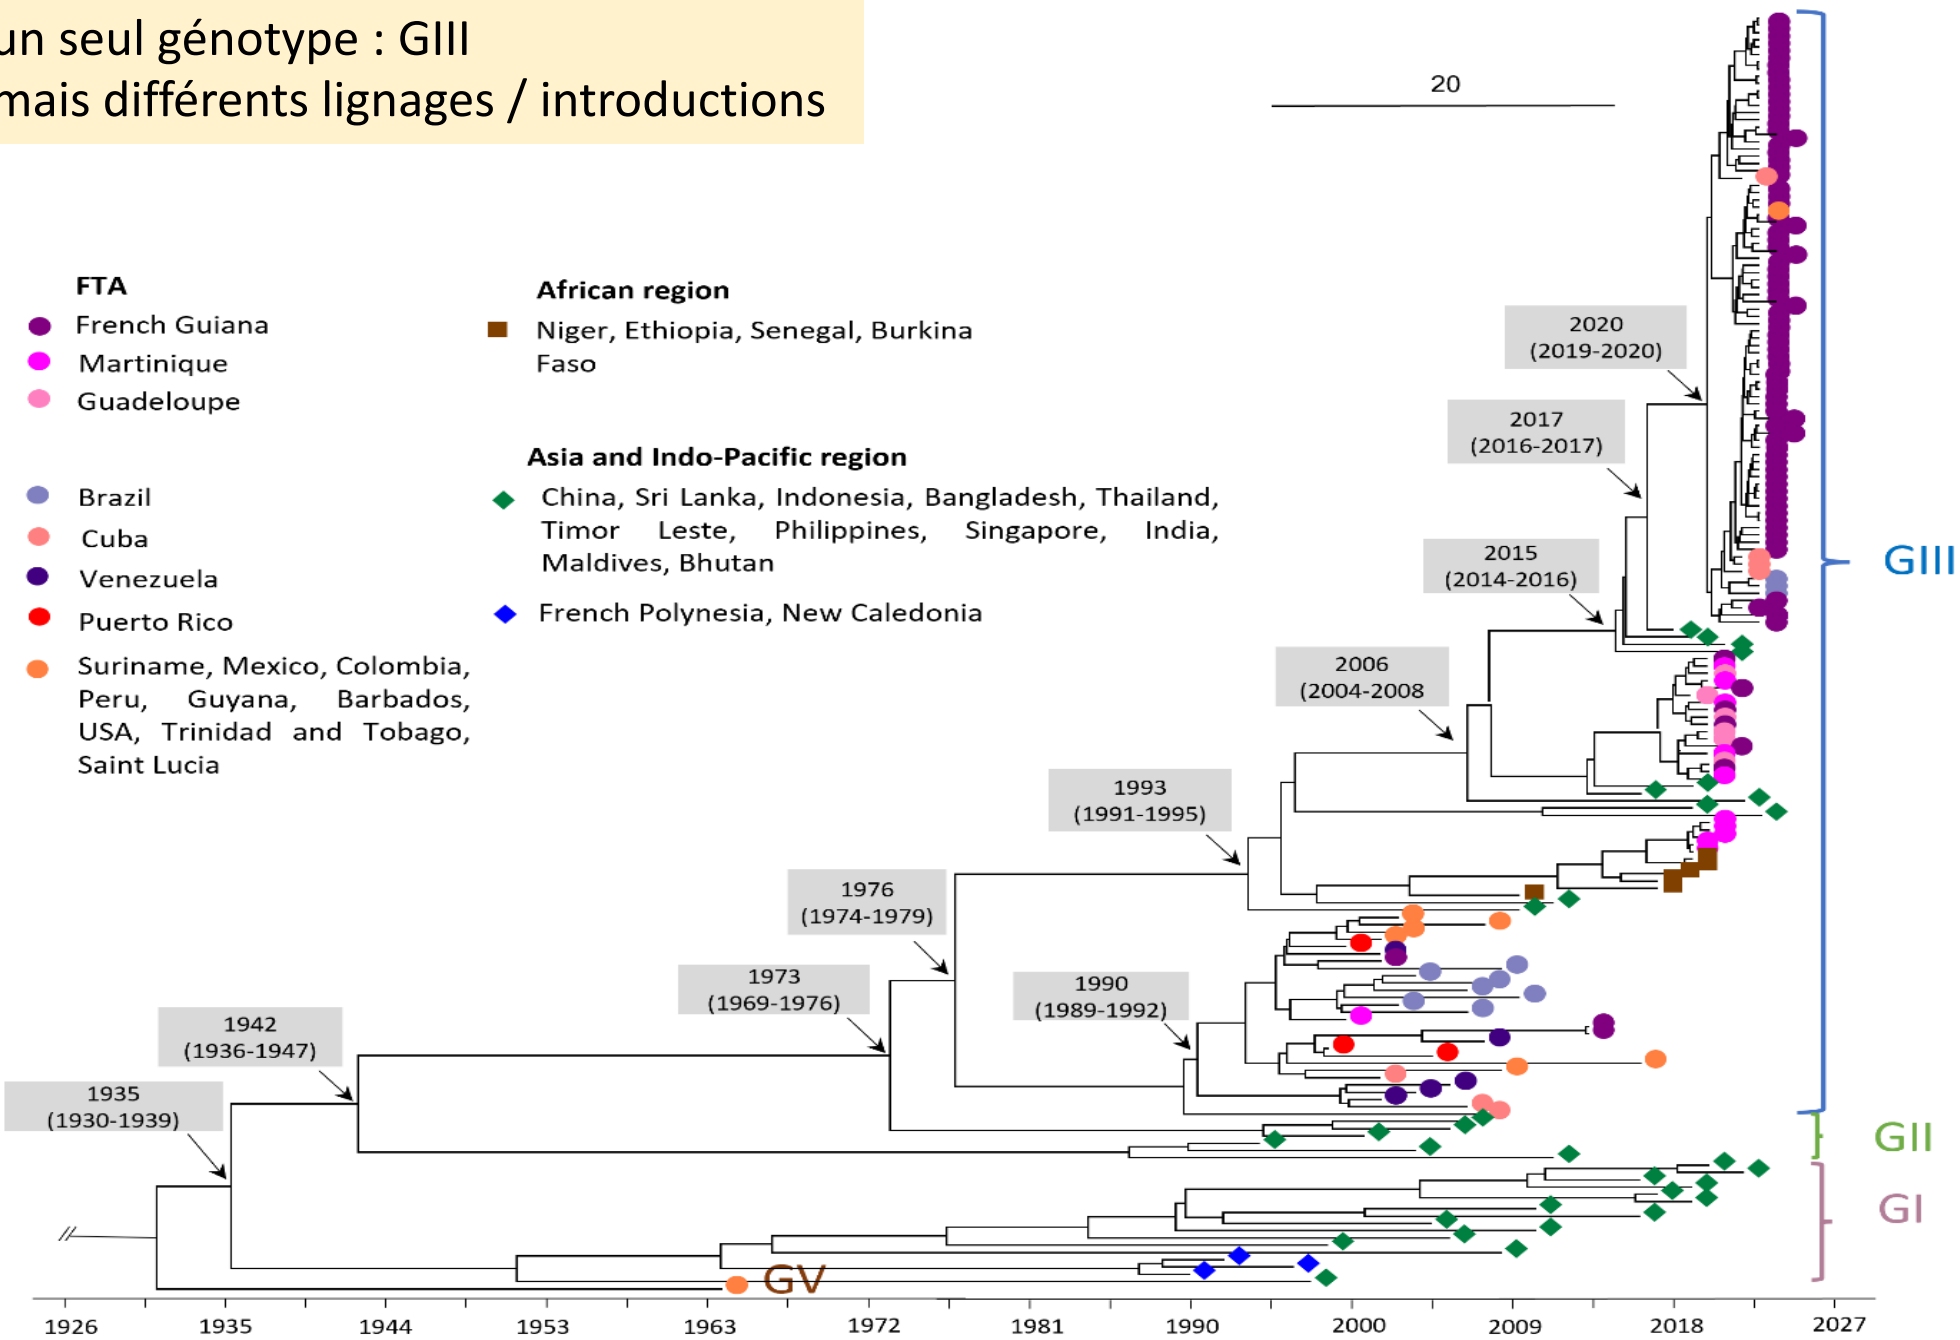 un seul génotype : GIII
mais différents lignages / introductions
20
FTA
French Guiana
Martinique
Guadeloupe
Brazil
Cuba
Venezuela
Puerto Rico
Suriname, Mexico, Colombia,
Peru, Guyana, Barbados,
USA, Trinidad and Tobago,
Saint Lucia
African region
Niger, Ethiopia, Senegal, Burkina
Faso
Asia and Indo-Pacific region
China, Sri Lanka, Indonesia, Bangladesh, Thailand,
Timor Leste, Philippines, Singapore, India,
Maldives, Bhutan
French Polynesia, New Caledonia
2020
(2019-2020)
2017
(2016-2017)
2015
(2014-2016)
2006
(2004-2008
1993
(1991-1995)
1976
(1974-1979)
1973
(1969-1976)
1990
(1989-1992)
1942
(1936-1947)
1935
(1930-1939)
GIII
GII
GI
GV
1926 1935 1944 1953 1963 1972 1981 1990 2000 2009 2018 2027